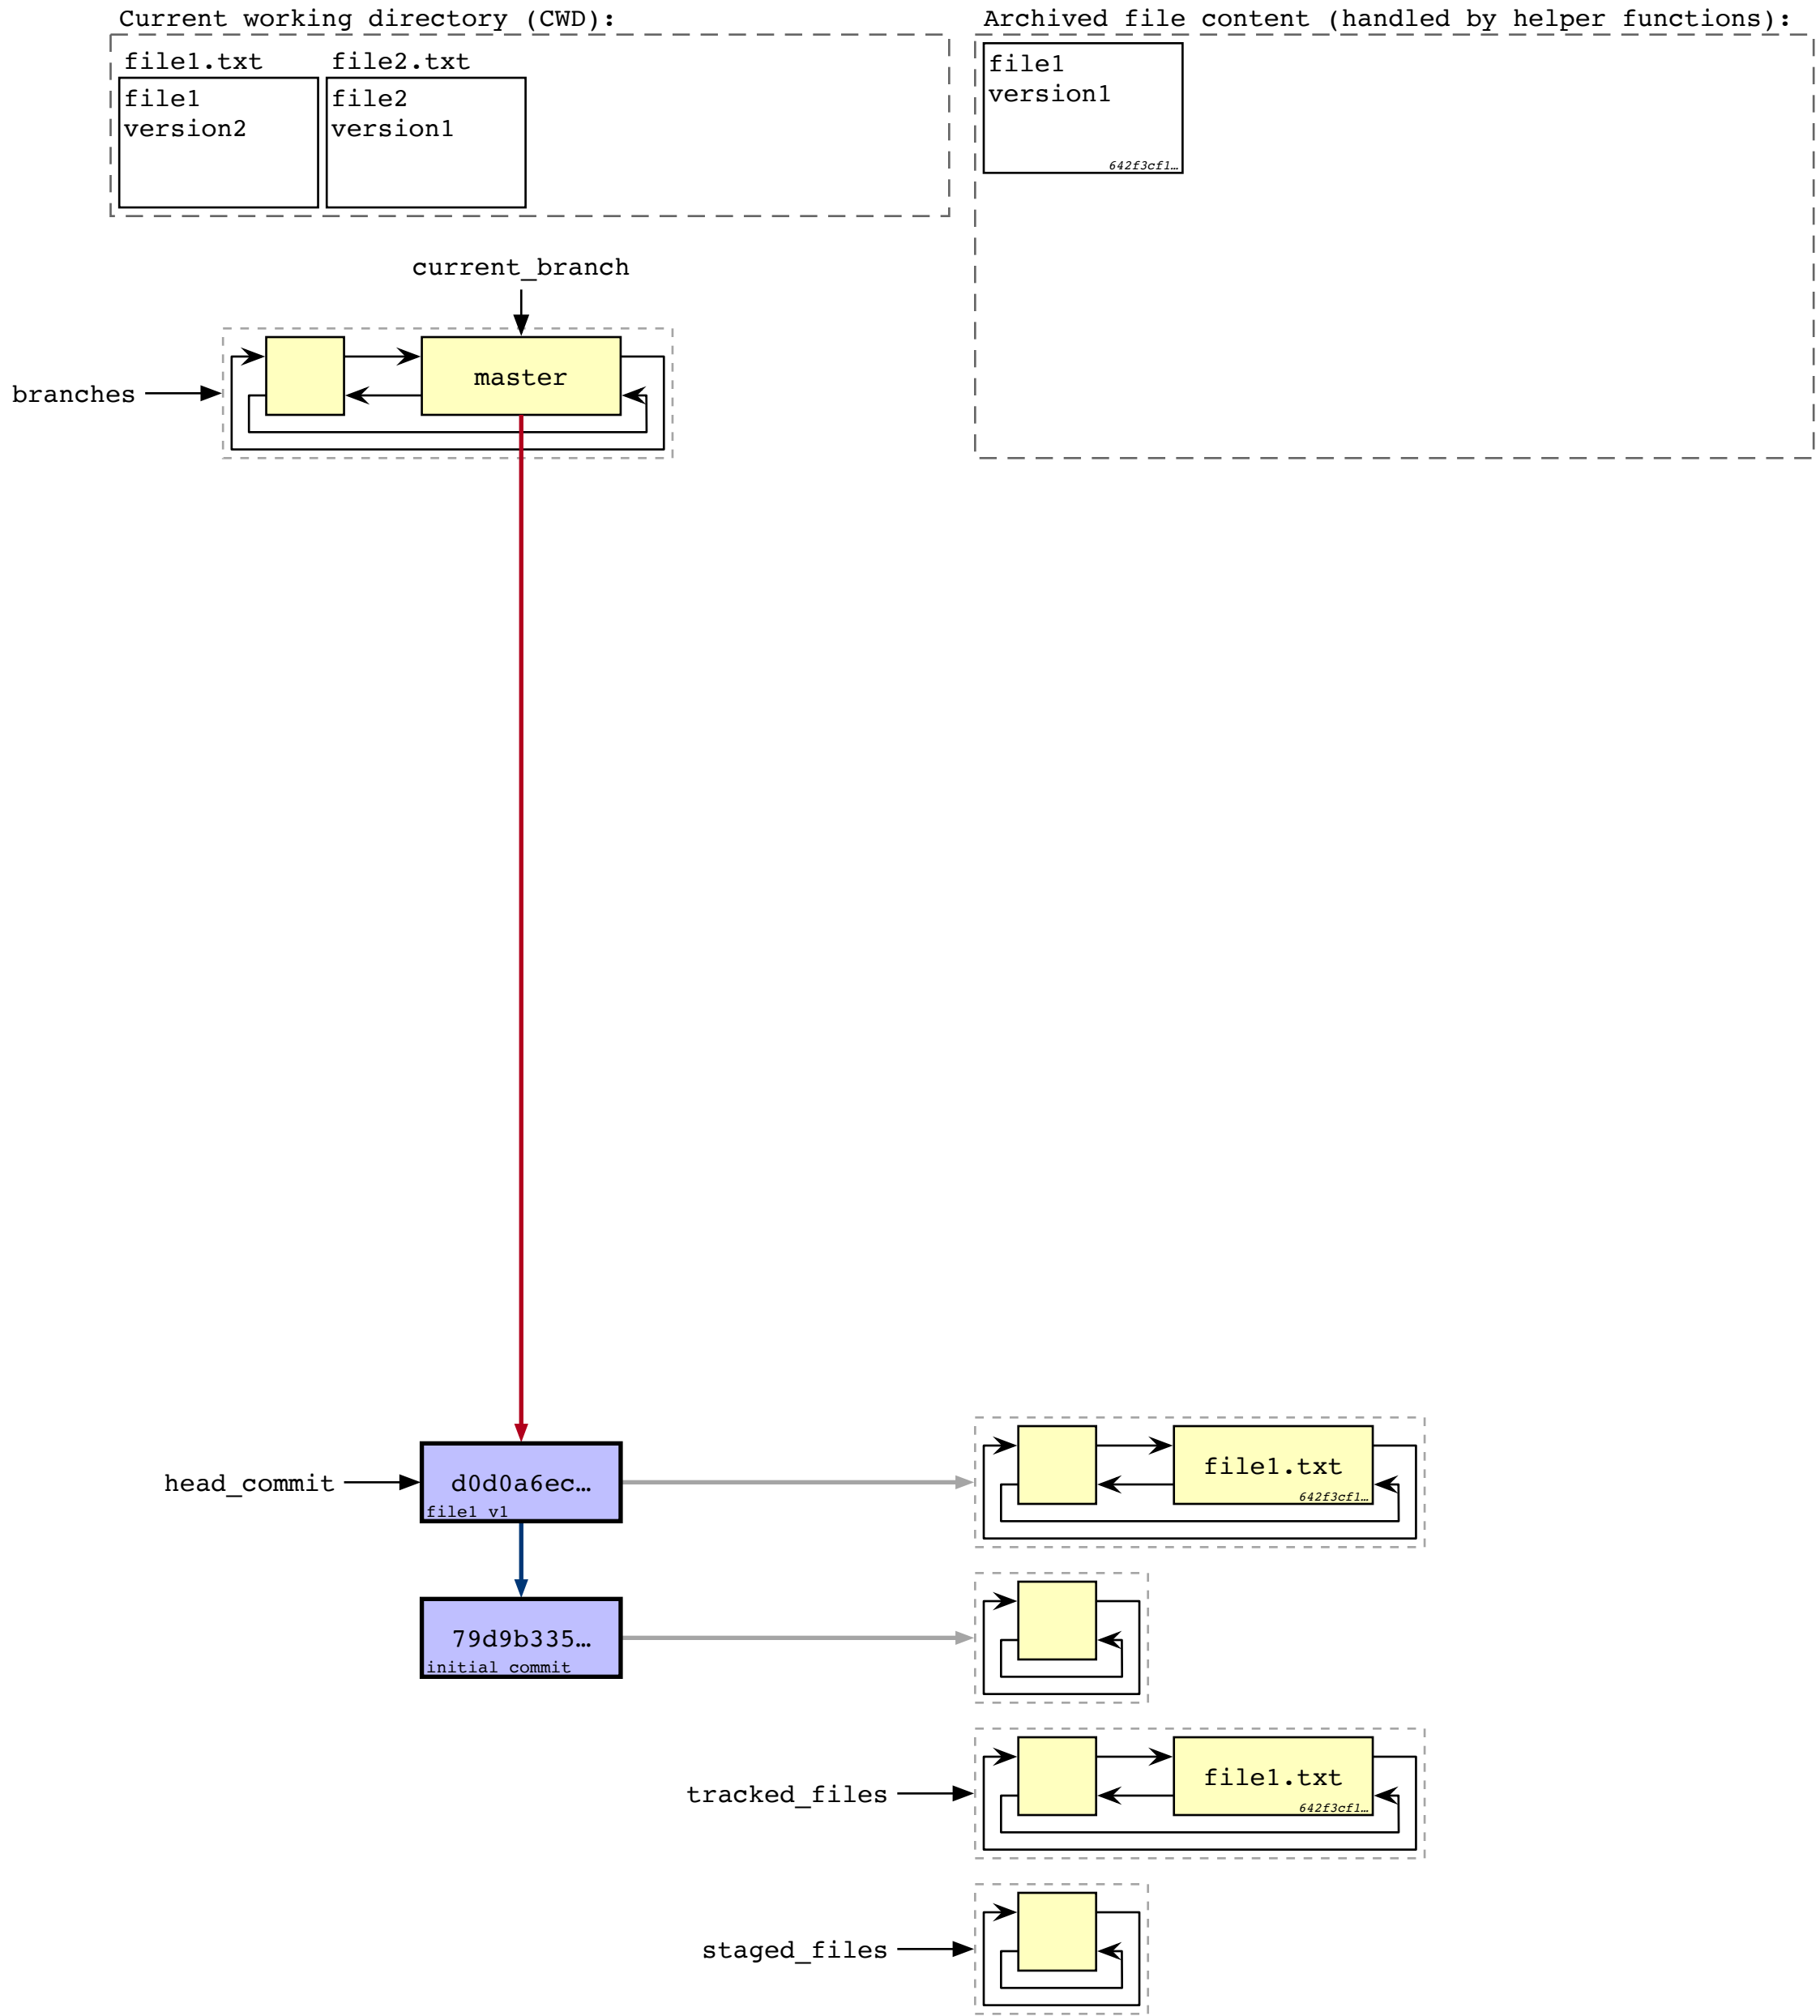 Current working directory (CWD):
Archived file content (handled by helper functions):
file1.txt
file2.txt
file1
version2
file2
version1
file1
version1
642f3cf1…
current_branch
branches
master
head_commit
d0d0a6ec…
file1 v1
file1.txt
642f3cf1…
79d9b335…
initial commit
tracked_files
file1.txt
642f3cf1…
staged_files